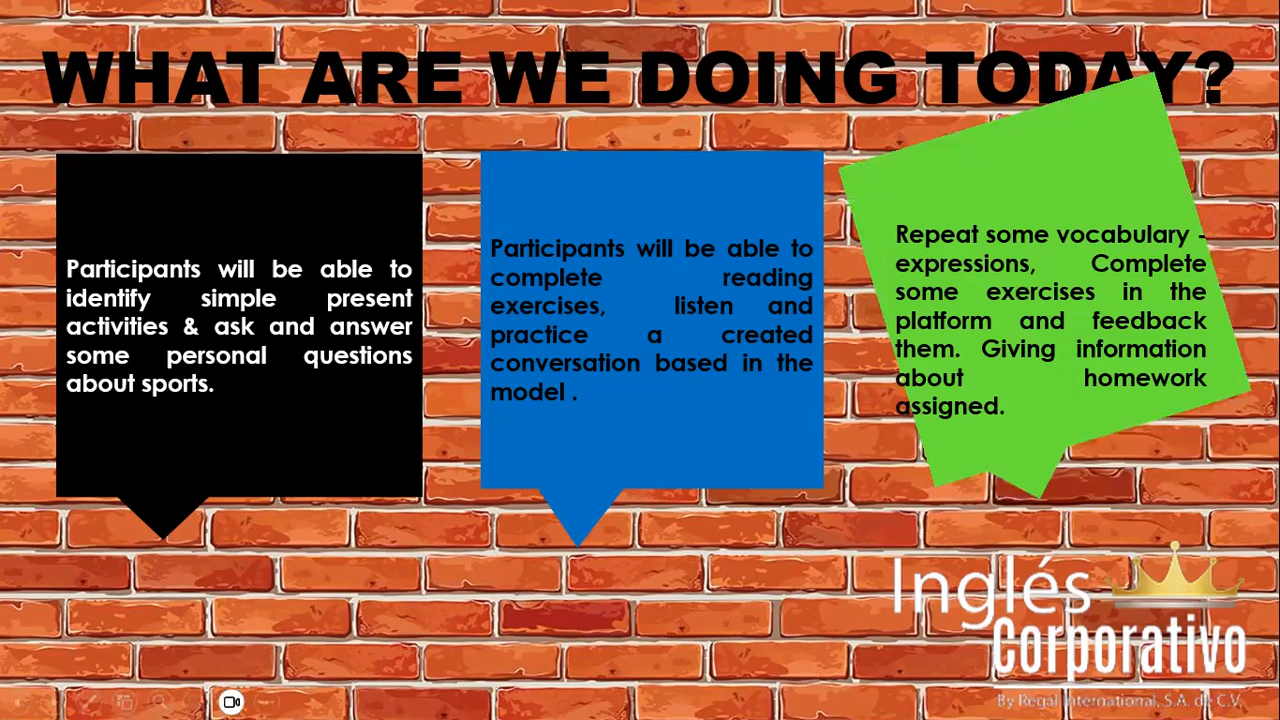 WHAT ARE WE DOING TODAY?
Participants will be able to
identify simple present
activities & ask and answer
some personal questions
about sports.
Participants will be able to
complete reading
exercises, listen and
practice a created
conversation based in the
model .
Repeat some vocabulary -
expressions, Complete
some exercises in the
platform and feedback
them. Giving information
about homework
assigned.
Inglés
Corporativo
By Regal International, S.A. de C.V.